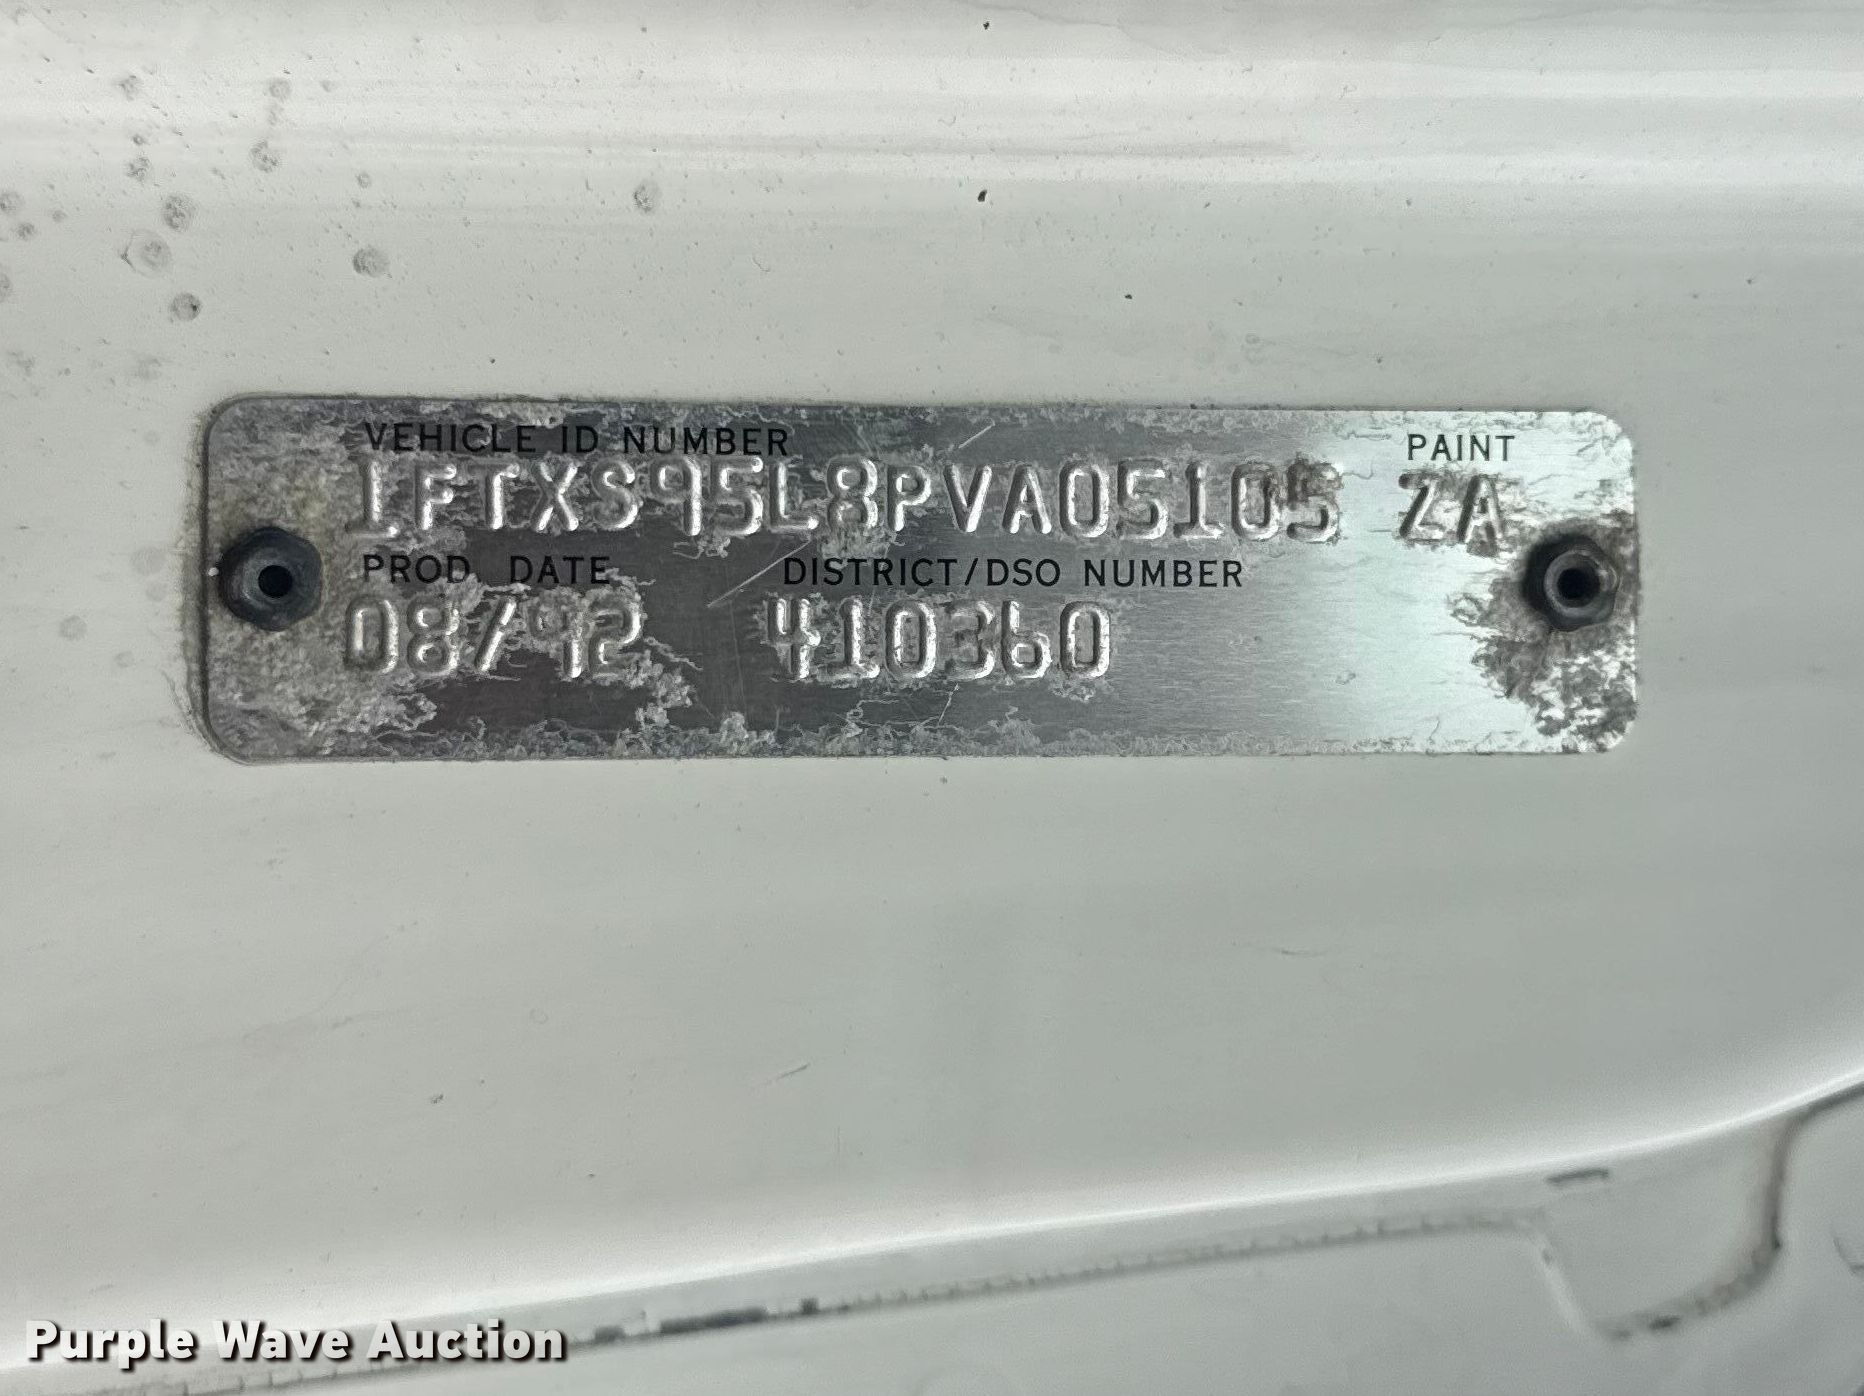 VEHICLE ID NUMBER PAINT
1FTXS95L8PVA05105 ZA
PROD. DATE DISTRICT/DSO NUMBER
08/92 410360
Purple Wave Auction